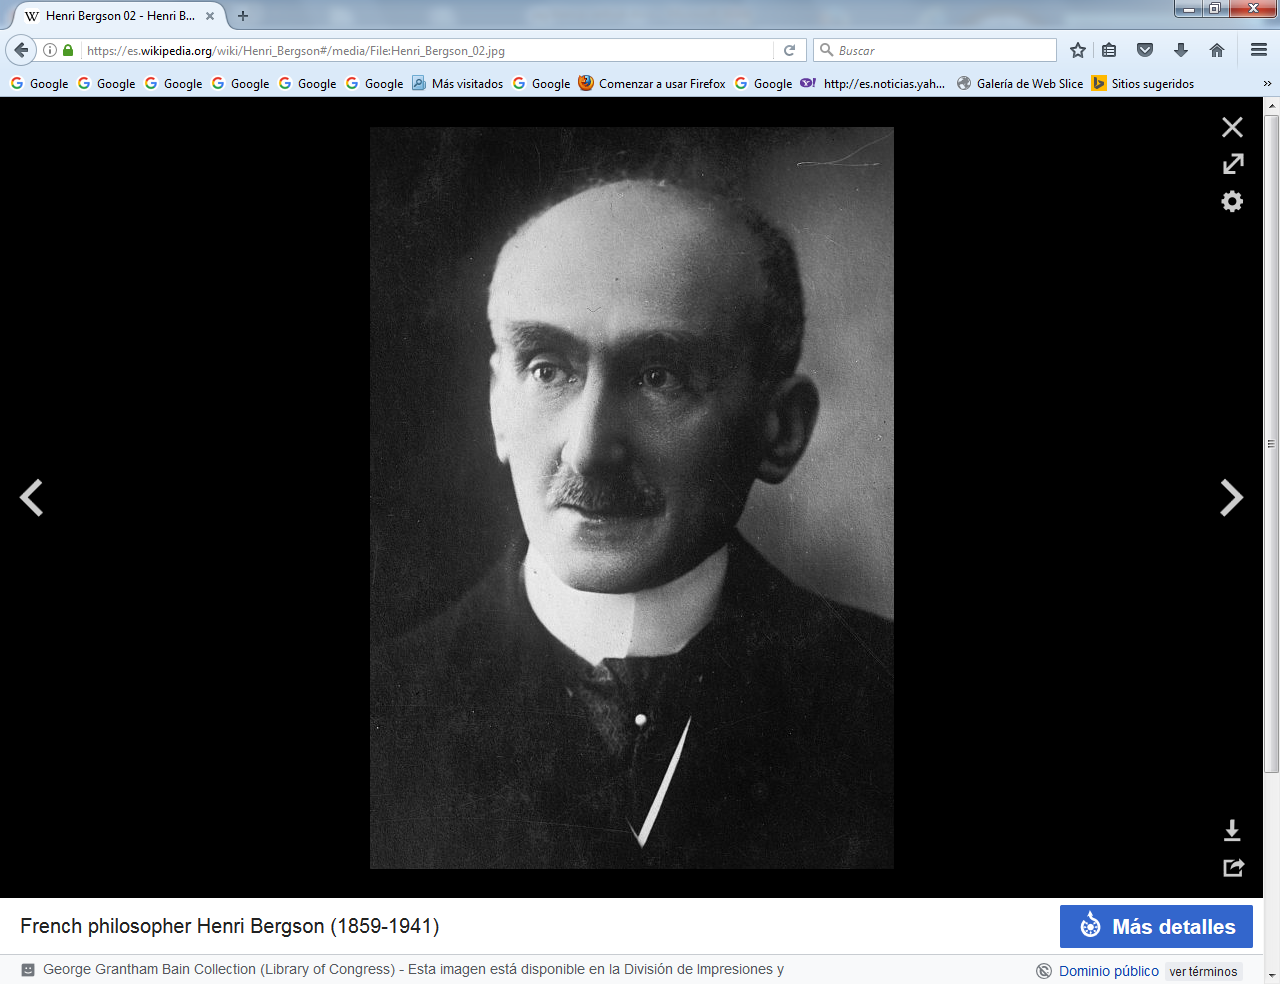 Henri Bergson 02 - Henri B...
https://es.wikipedia.org/wiki/Henri_Bergson#/media/File:Henri_Bergson_02.jpg
Buscar
Google Google Google Google Google Google Más visitados Google Comenzar a usar Firefox Google http://es.noticias.yah... Galería de Web Slice Sitios sugeridos
French philosopher Henri Bergson (1859-1941)
Más detalles
George Grantham Bain Collection (Library of Congress) - Esta imagen está disponible en la División de Impresiones y
Dominio público ver términos